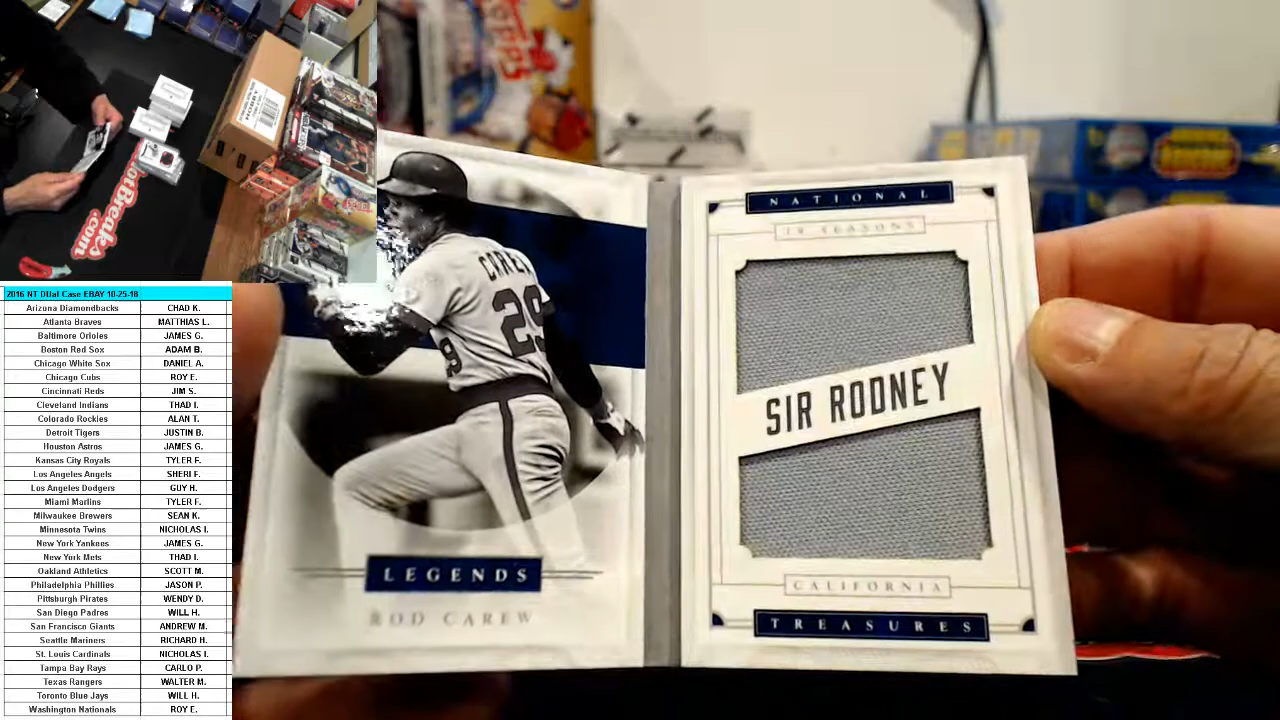 HotBreaks
.com
2016 NT DUal Case EBAY 10-25-18
Arizona Diamondbacks CHAD K.
Atlanta Braves MATTHIAS L.
Baltimore Orioles JAMES G.
Boston Red Sox ADAM B.
Chicago White Sox DANIEL A.
Chicago Cubs ROY E.
Cincinnati Reds JIM S.
Cleveland Indians THAD I.
Colorado Rockies ALAN T.
Detroit Tigers JUSTIN B.
Houston Astros JAMES G.
Kansas City Royals TYLER F.
Los Angeles Angels SHERI F.
Los Angeles Dodgers GUY H.
Miami Marlins TYLER F.
Milwaukee Brewers SEAN K.
Minnesota Twins NICHOLAS I.
New York Yankees JAMES G.
New York Mets THAD I.
Oakland Athletics SCOTT M.
Philadelphia Phillies JASON P.
Pittsburgh Pirates WENDY D.
San Diego Padres WILL H.
San Francisco Giants ANDREW M.
Seattle Mariners RICHARD H.
St. Louis Cardinals NICHOLAS I.
Tampa Bay Rays CARLO P.
Texas Rangers WALTER M.
Toronto Blue Jays WILL H.
Washington Nationals ROY E.
Topps
CAREW
29
LEGENDS
ROD CAREW
NATIONAL
19 SEASONS
SIR RODNEY
CALIFORNIA
TREASURES